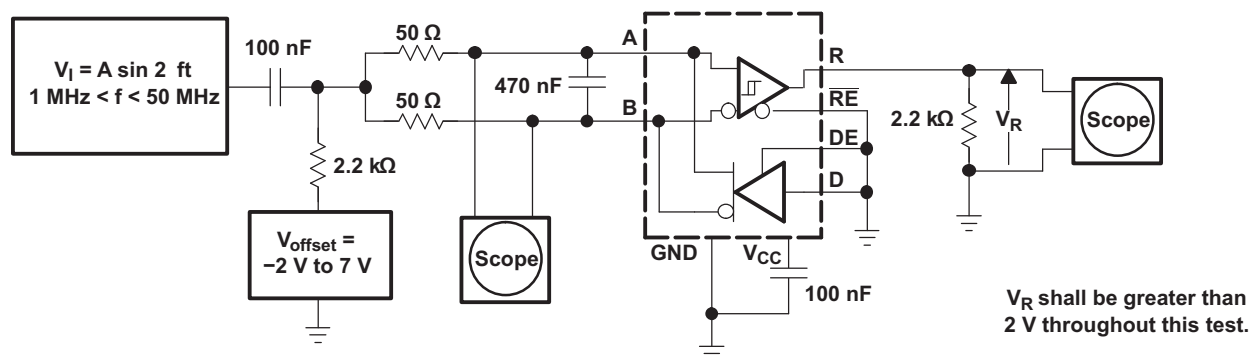 V_I = A sin 2 ft
1 MHz < f < 50 MHz
100 nF
50 Ω
50 Ω
2.2 kΩ
V_offset =
−2 V to 7 V
Scope
470 nF
A
B
GND
V_CC
100 nF
R
R̅E̅
DE
D
2.2 kΩ
V_R
Scope
V_R shall be greater than
2 V throughout this test.